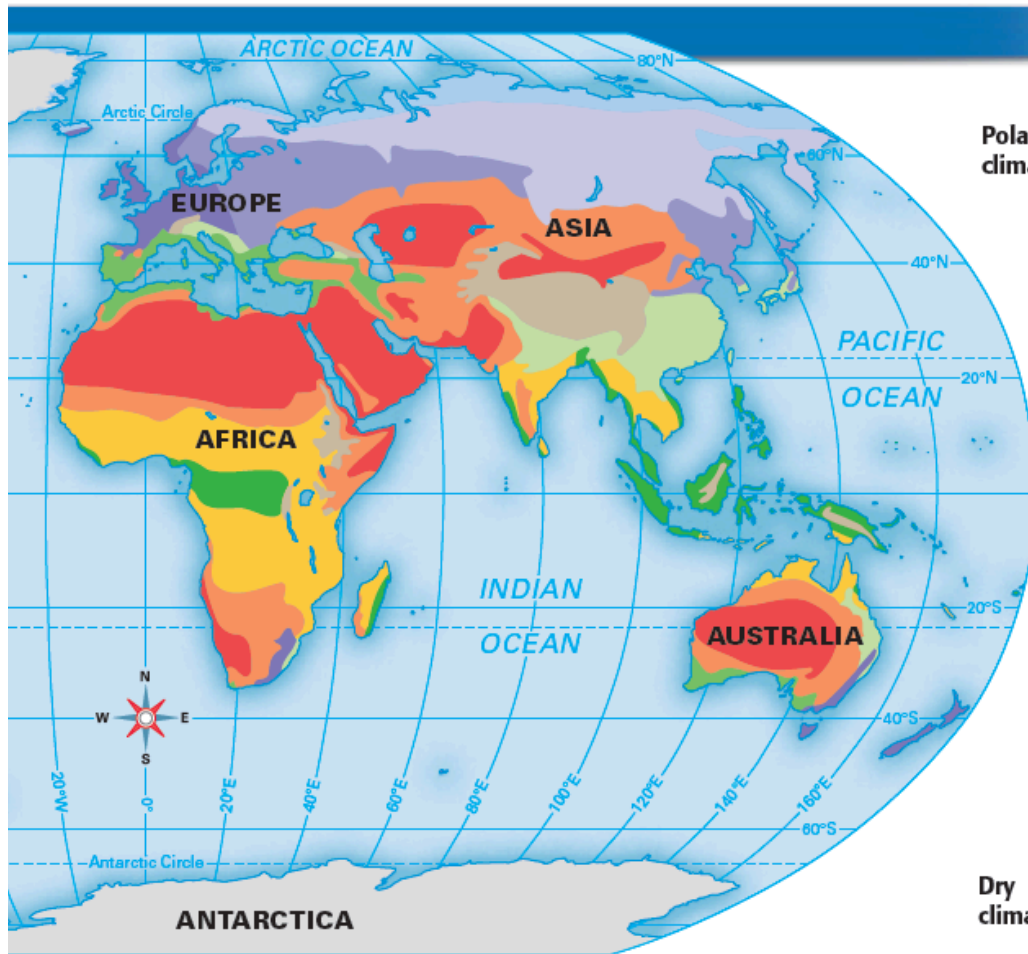 ARCTIC OCEAN
80°N
Arctic Circle
Pola
clima
60°N
EUROPE
ASIA
40°N
PACIFIC
20°N
OCEAN
AFRICA
INDIAN
20°S
AUSTRALIA
OCEAN
N
W E
S
40°S
20°W
0°
20°E
40°E
60°E
80°E
100°E
120°E
140°E
160°E
60°S
Antarctic Circle
Dry
clima
ANTARCTICA